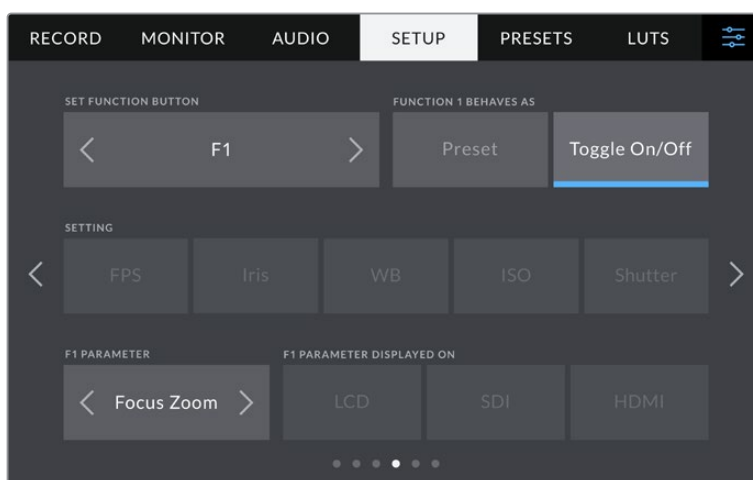 RECORD MONITOR AUDIO SETUP PRESETS LUTS
SET FUNCTION BUTTON FUNCTION 1 BEHAVES AS
F1 Preset Toggle On/Off
SETTING
FPS Iris WB ISO Shutter
F1 PARAMETER F1 PARAMETER DISPLAYED ON
Focus Zoom LCD SDI HDMI